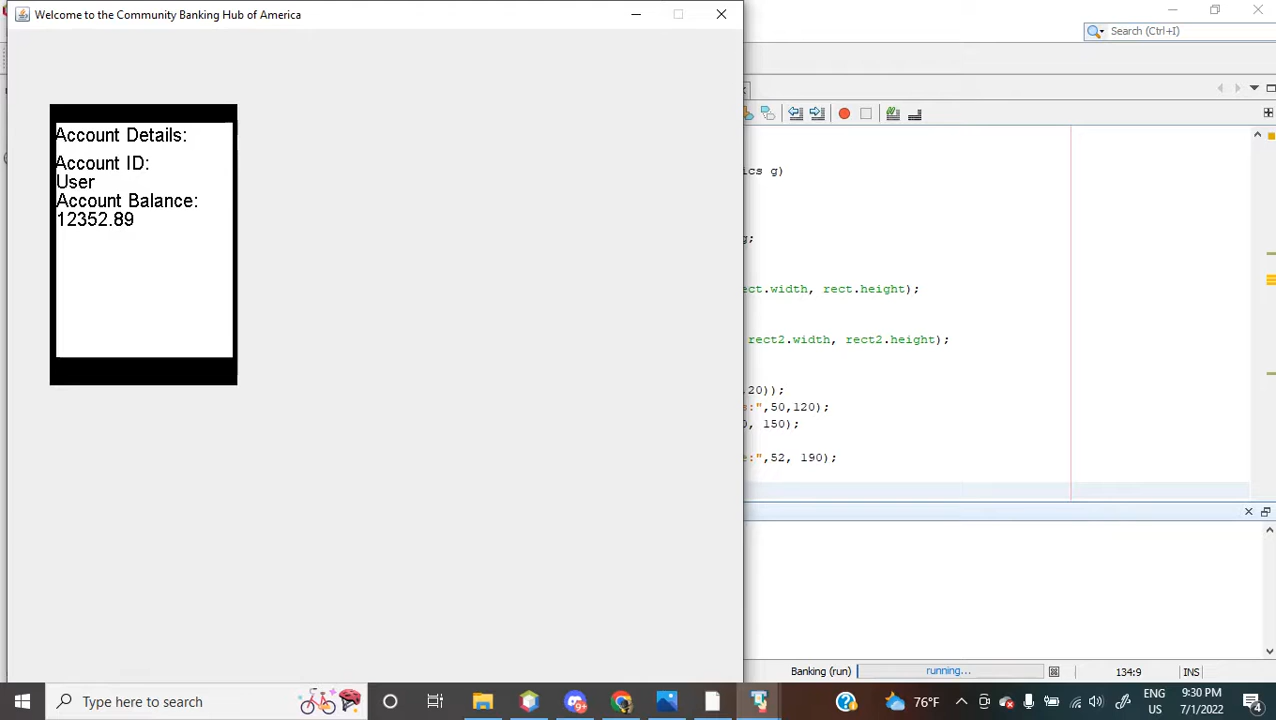 Welcome to the Community Banking Hub of America
Search (Ctrl+I)
Account Details:
Account ID:
User
Account Balance:
12352.89
ics g)
g;
ect.width, rect.height);
rect2.width, rect2.height);
,20));
s:",50,120);
0, 150);
e:",52, 190);
Banking (run)
running...
134:9
INS
Type here to search
76°F
ENG
US
9:30 PM
7/1/2022
4